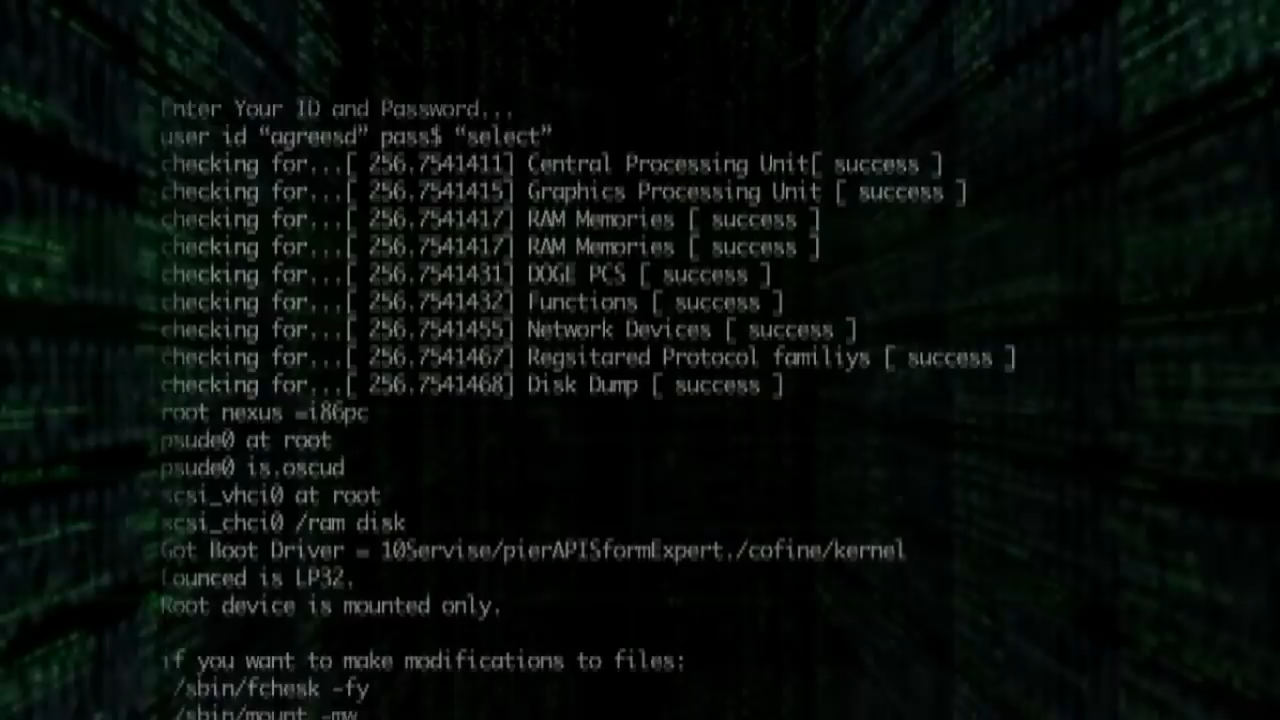 Enter Your ID and Password...
user id “agreesd” pass$ “select”
checking for...[ 256.7541411] Central Processing Unit[ success ]
checking for...[ 256.7541415] Graphics Processing Unit [ success ]
checking for...[ 256.7541417] RAM Memories [ success ]
checking for...[ 256.7541417] RAM Memories [ success ]
checking for...[ 256.7541431] DOGE PCS [ success ]
checking for...[ 256.7541432] Functions [ success ]
checking for...[ 256.7541455] Network Devices [ success ]
checking for...[ 256.7541467] Regsitared Protocol familiys [ success ]
checking for...[ 256.7541468] Disk Dump [ success ]
root nexus =i86pc
psude0 at root
psude0 is.oscud
scsi_vhci0 at root
scsi_chci0 /ram disk
Got Boot Driver = 10Servise/pierAPISformExpert./cofine/kernel
Lounced is LP32.
Root device is mounted only.
if you want to make modifications to files:
/sbin/fchesk -fy
/sbin/mount -mw